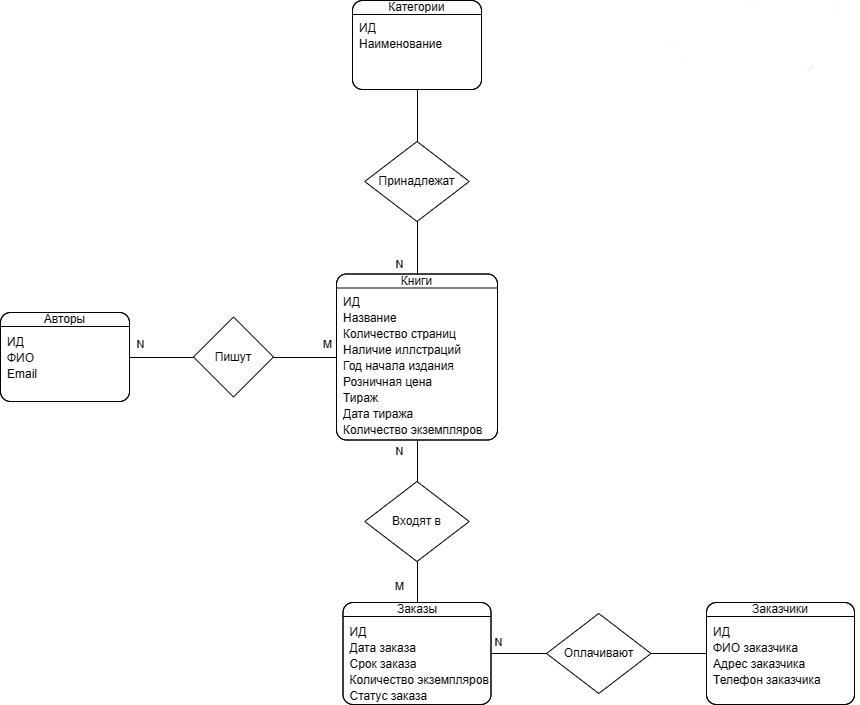 Категории
ИД
Наименование
Принадлежат
N
Книги
ИД
Название
Количество страниц
Наличие иллстраций
Год начала издания
Розничная цена
Тираж
Дата тиража
Количество экземпляров
Авторы
ИД
ФИО
Email
N
Пишут
M
N
Входят в
M
Заказы
ИД
Дата заказа
Срок заказа
Количество экземпляров
Статус заказа
N
Оплачивают
Заказчики
ИД
ФИО заказчика
Адрес заказчика
Телефон заказчика